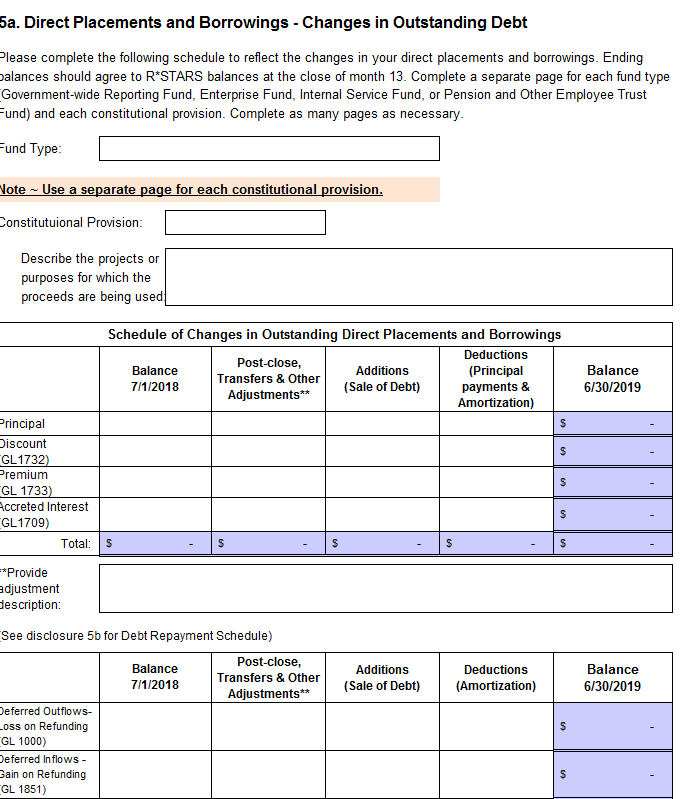 5a. Direct Placements and Borrowings - Changes in Outstanding Debt
Please complete the following schedule to reflect the changes in your direct placements and borrowings. Ending
balances should agree to R*STARS balances at the close of month 13. Complete a separate page for each fund type
(Government-wide Reporting Fund, Enterprise Fund, Internal Service Fund, or Pension and Other Employee Trust
Fund) and each constitutional provision. Complete as many pages as necessary.
Fund Type:
Note ~ Use a separate page for each constitutional provision.
Constituitional Provision:
Describe the projects or
purposes for which the
proceeds are being used:
Schedule of Changes in Outstanding Direct Placements and Borrowings
Balance
7/1/2018
Post-close,
Transfers & Other
Adjustments**
Additions
(Sale of Debt)
Deductions
(Principal
payments &
Amortization)
Balance
6/30/2019
Principal
$ -
Discount
(GL1732)
$ -
Premium
(GL 1733)
$ -
Accreted Interest
(GL1709)
$ -
Total: $ - $ - $ - $ - $ -
**Provide
adjustment
description:
(See disclosure 5b for Debt Repayment Schedule)
Balance
7/1/2018
Post-close,
Transfers & Other
Adjustments**
Additions
(Sale of Debt)
Deductions
(Amortization)
Balance
6/30/2019
Deferred Outflows-
Loss on Refunding
(GL 1000)
$ -
Deferred Inflows -
Gain on Refunding
(GL 1851)
$ -